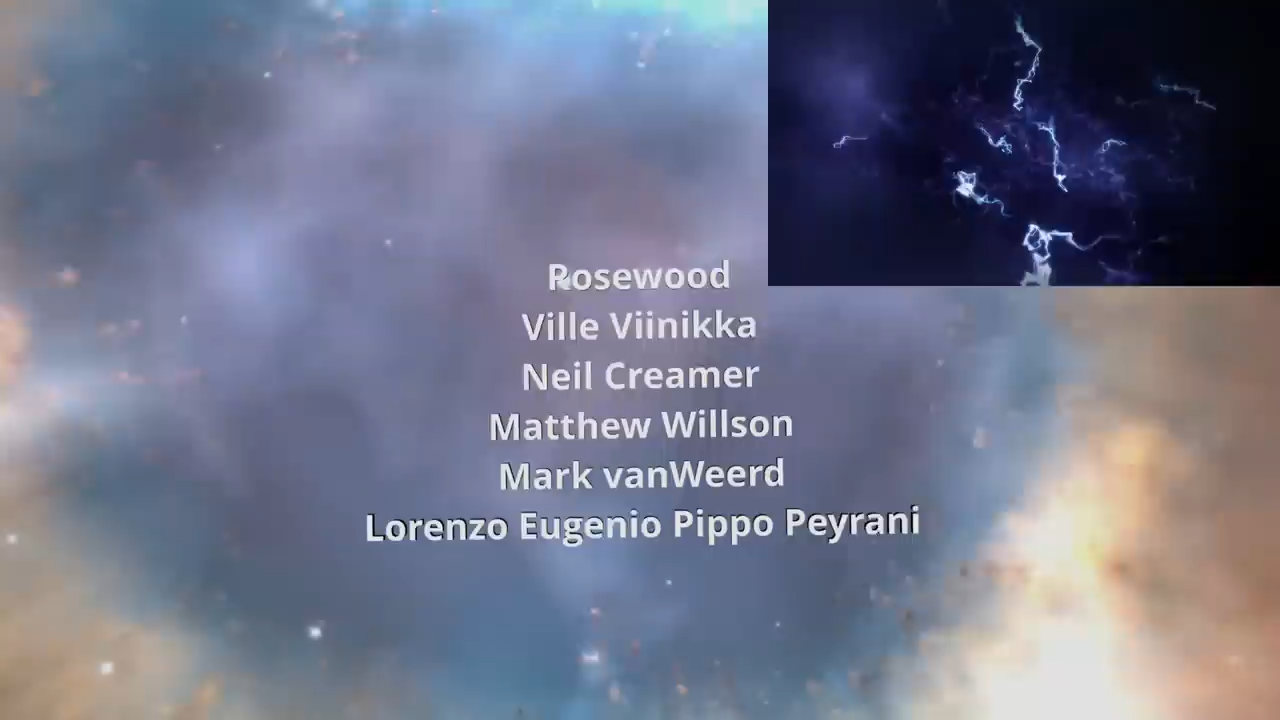 Rosewood
Ville Viinikka
Neil Creamer
Matthew Willson
Mark vanWeerd
Lorenzo Eugenio Pippo Peyrani